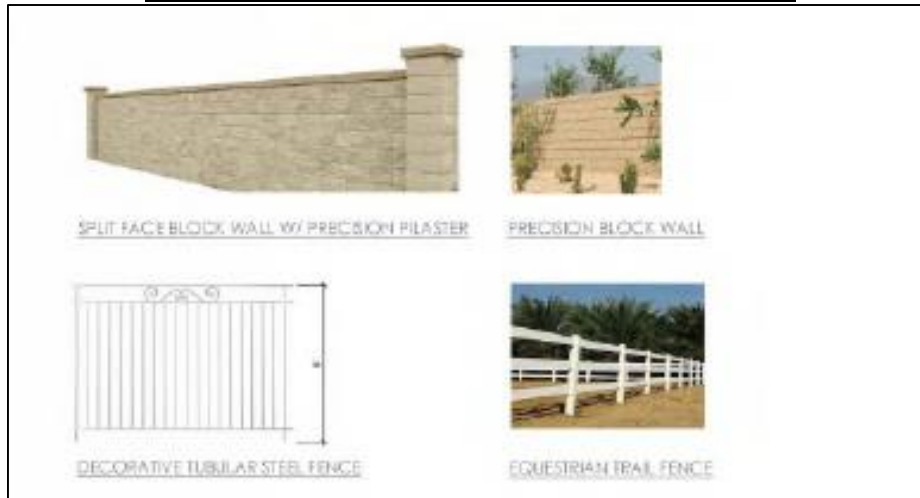 SPLIT FACE BLOCK WALL W/ PRECISION PILASTER
PRECISION BLOCK WALL
DECORATIVE TUBULAR STEEL FENCE
EQUESTRIAN TRAIL FENCE